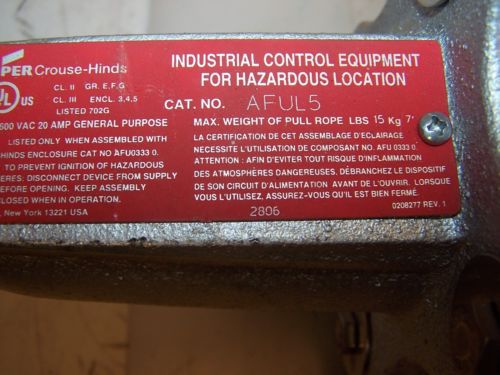 PER Crouse-Hinds
UL US
CL. II GR. E,F,G
CL. III ENCL. 3,4,5
LISTED 702G
600 VAC 20 AMP GENERAL PURPOSE
LISTED ONLY WHEN ASSEMBLED WITH
HINDS ENCLOSURE CAT NO AFU0333 0.
TO PREVENT IGNITION OF HAZARDOUS
ERES: DISCONNECT DEVICE FROM SUPPLY
BEFORE OPENING. KEEP ASSEMBLY
CLOSED WHEN IN OPERATION.
, New York 13221 USA
INDUSTRIAL CONTROL EQUIPMENT
FOR HAZARDOUS LOCATION
CAT. NO. AFUL5
MAX. WEIGHT OF PULL ROPE LBS 15 Kg 7
LA CERTIFICATION DE CET ASSEMBLAGE D'ECLAIRAGE
NECESSITE L'UTILISATION DE COMPOSANT NO. AFU 0333 0.
ATTENTION : AFIN D'EVITER TOUT RISQUE D'INFLAMMATION
DES ATMOSPHÈRES DANGEREUSES. DÉBRANCHEZ LE DISPOSITIF
DE SON CIRCUIT D'ALIMENTATION AVANT DE L'OUVRIR. LORSQUE
VOUS L'UTILISEZ, ASSUREZ-VOUS QU'IL EST BIEN FERMÉ.
2806
0208277 REV. 1